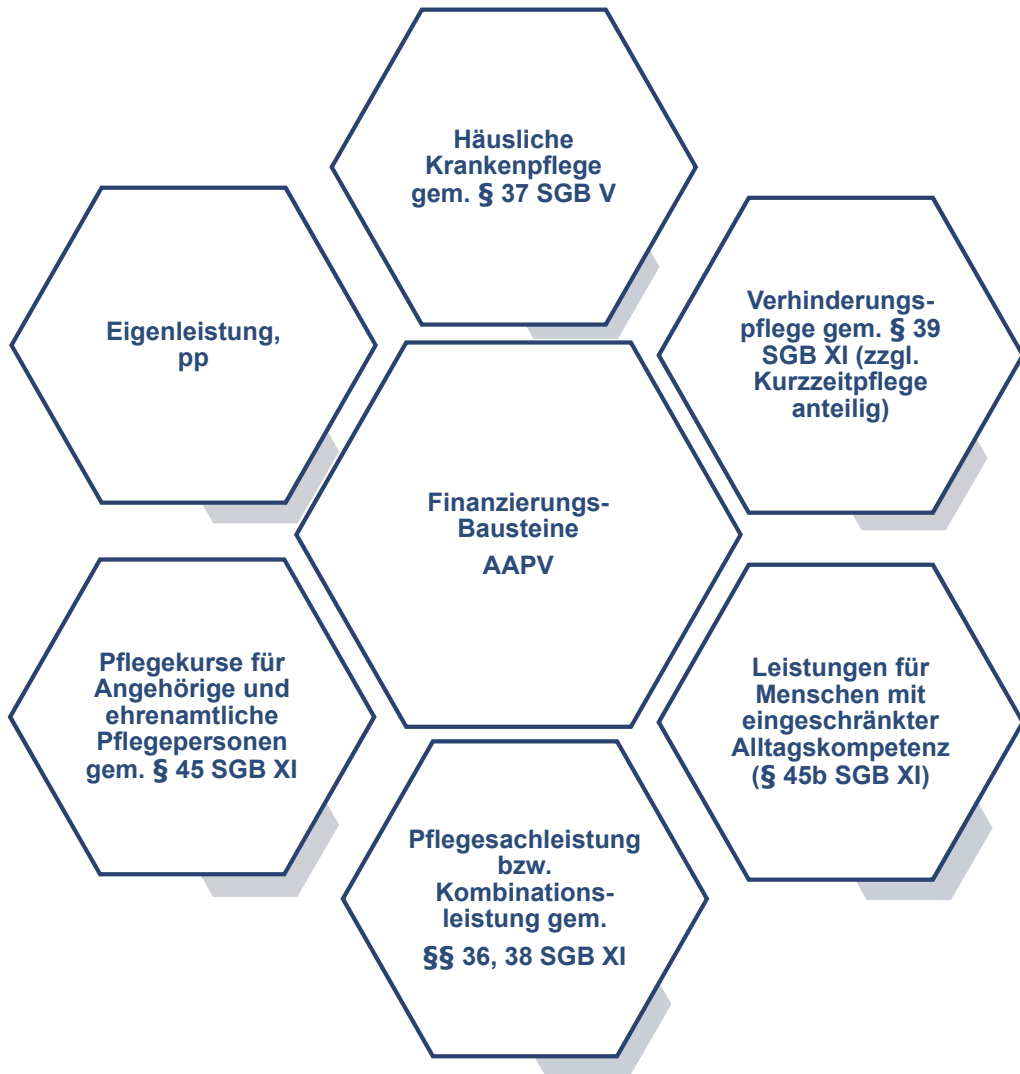 Häusliche
Krankenpflege
gem. § 37 SGB V
Eigenleistung,
pp
Verhinderungs-
pflege gem. § 39
SGB XI (zzgl.
Kurzzeitpflege
anteilig)
Finanzierungs-
Bausteine
AAPV
Pflegekurse für
Angehörige und
ehrenamtliche
Pflegepersonen
gem. § 45 SGB XI
Leistungen für
Menschen mit
eingeschränkter
Alltagskompetenz
(§ 45b SGB XI)
Pflegesachleistung
bzw.
Kombinations-
leistung gem.
§§ 36, 38 SGB XI